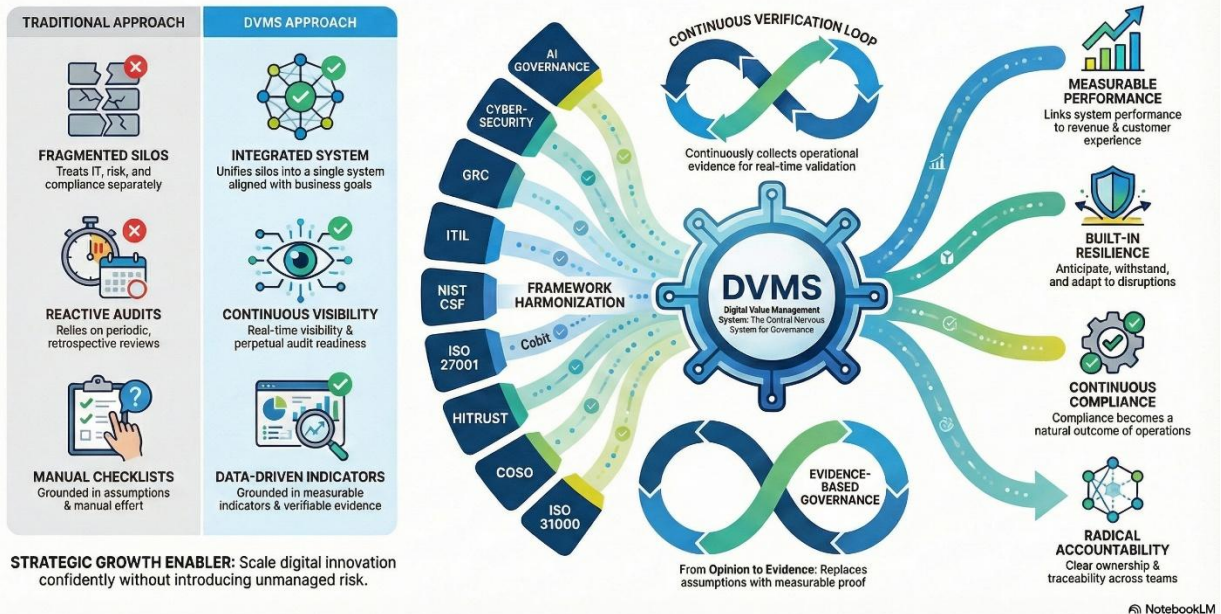 TRADITIONAL APPROACH
FRAGMENTED SILOS
Treats IT, risk, and
compliance separately
REACTIVE AUDITS
Relies on periodic,
retrospective reviews
?
MANUAL CHECKLISTS
Grounded in assumptions
& manual effort
DVMS APPROACH
INTEGRATED SYSTEM
Unifies silos into a single system
aligned with business goals
CONTINUOUS VISIBILITY
Real-time visibility &
perpetual audit readiness
DATA-DRIVEN INDICATORS
Grounded in measurable
indicators & verifiable evidence
STRATEGIC GROWTH ENABLER: Scale digital innovation
confidently without introducing unmanaged risk.
AI
GOVERNANCE
CYBER-
SECURITY
GRC
ITIL
NIST
CSF
ISO
27001
HITRUST
COSO
ISO
31000
FRAMEWORK
HARMONIZATION
Cobit
CONTINUOUS VERIFICATION LOOP
Continuously collects operational
evidence for real-time validation
DVMS
Digital Value Management
System: The Contral Nervous
System for Governance
EVIDENCE-
BASED
GOVERNANCE
From Opinion to Evidence: Replaces
assumptions with measurable proof
MEASURABLE
PERFORMANCE
Links system performance
to revenue & customer
experience
BUILT-IN
RESILIENCE
Anticipate, withstand,
and adapt to disruptions
CONTINUOUS
COMPLIANCE
Compliance becomes a
natural outcome of operations
RADICAL
ACCOUNTABILITY
Clear ownership &
traceability across teams
NotebookLM